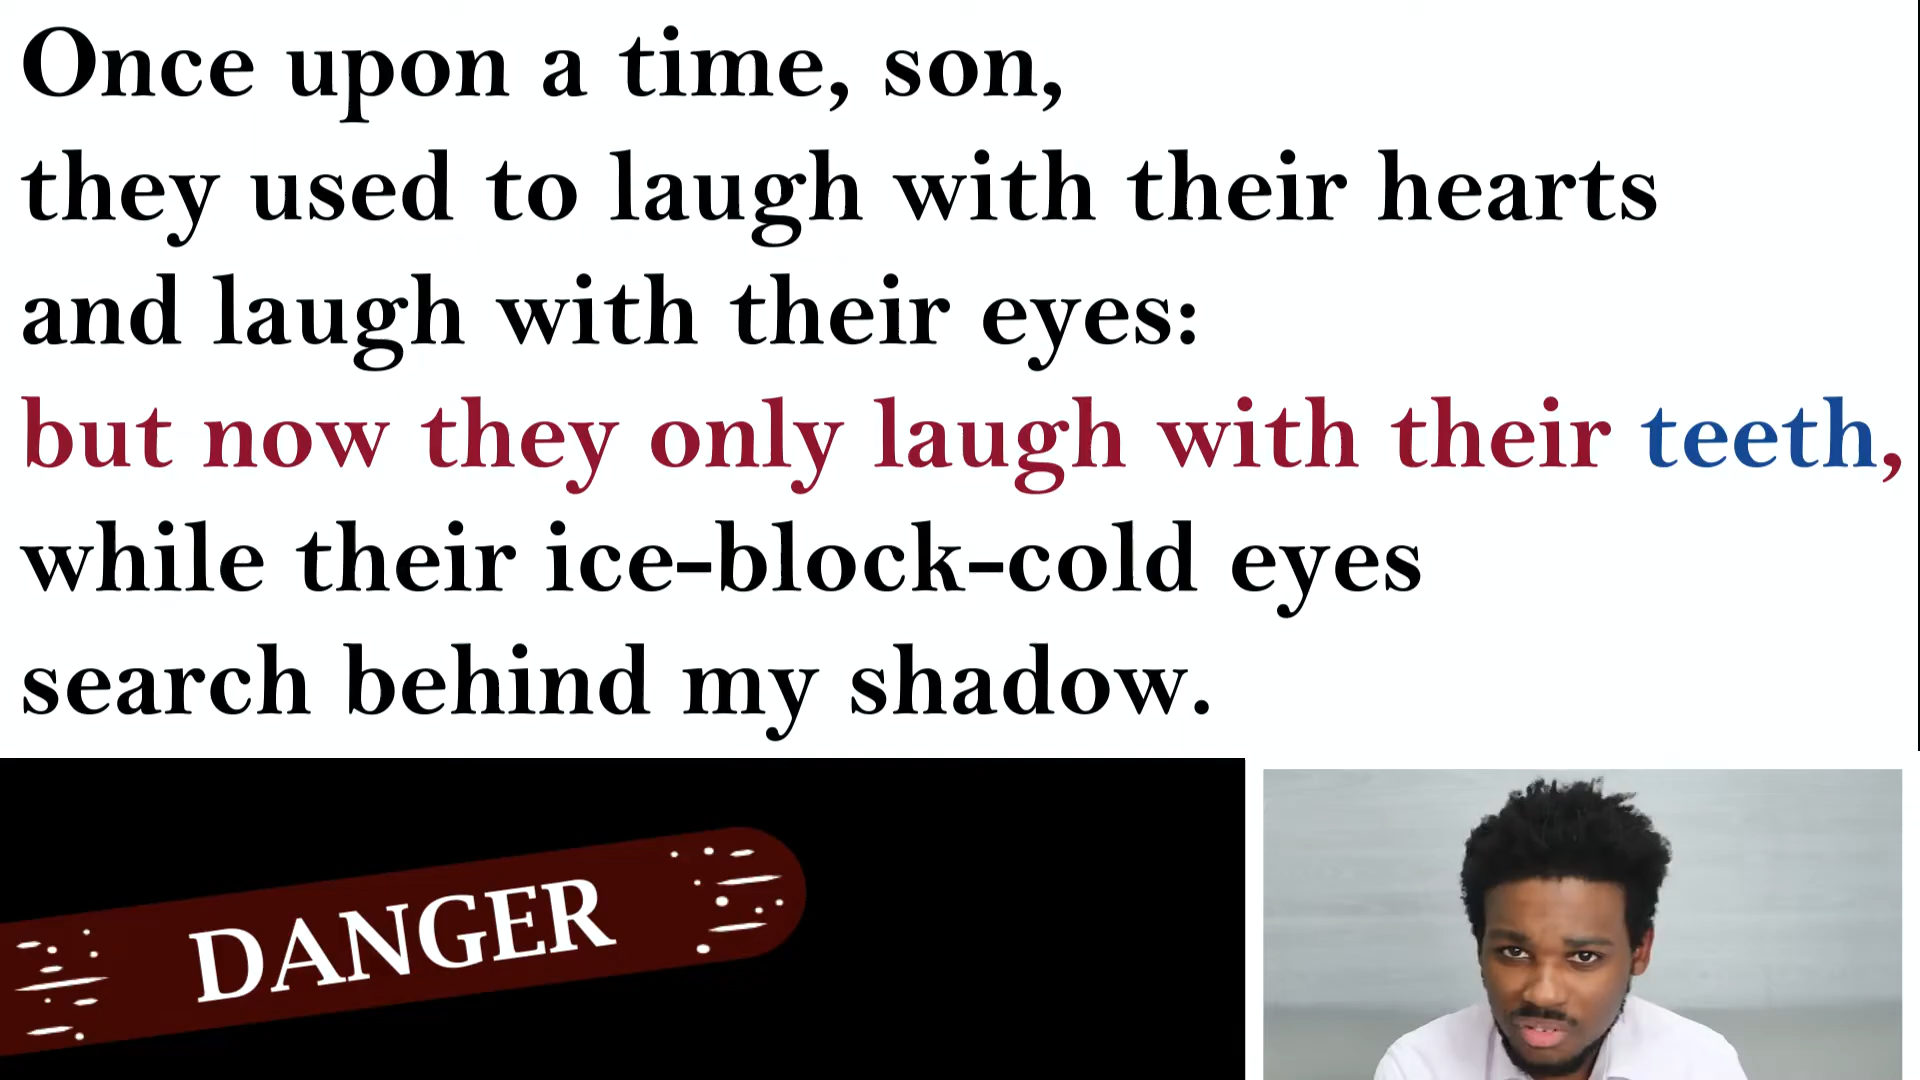 Once upon a time, son,
they used to laugh with their hearts
and laugh with their eyes:
but now they only laugh with their teeth,
while their ice-block-cold eyes
search behind my shadow.
DANGER